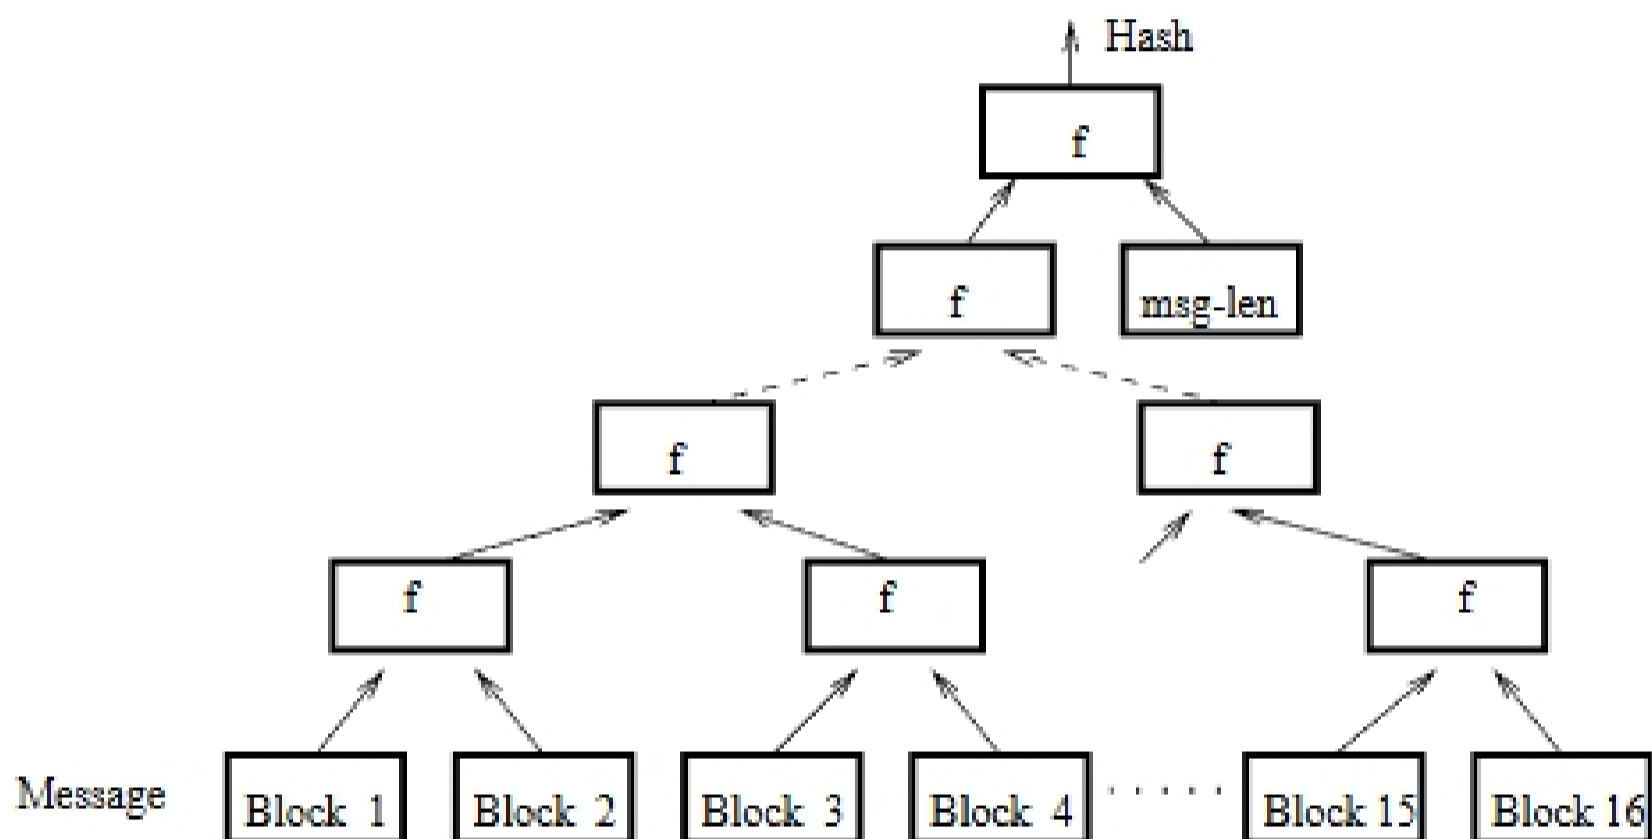 Hash
f
f msg-len
f f
f f f
Message Block 1 Block 2 Block 3 Block 4 ...... Block 15 Block 16